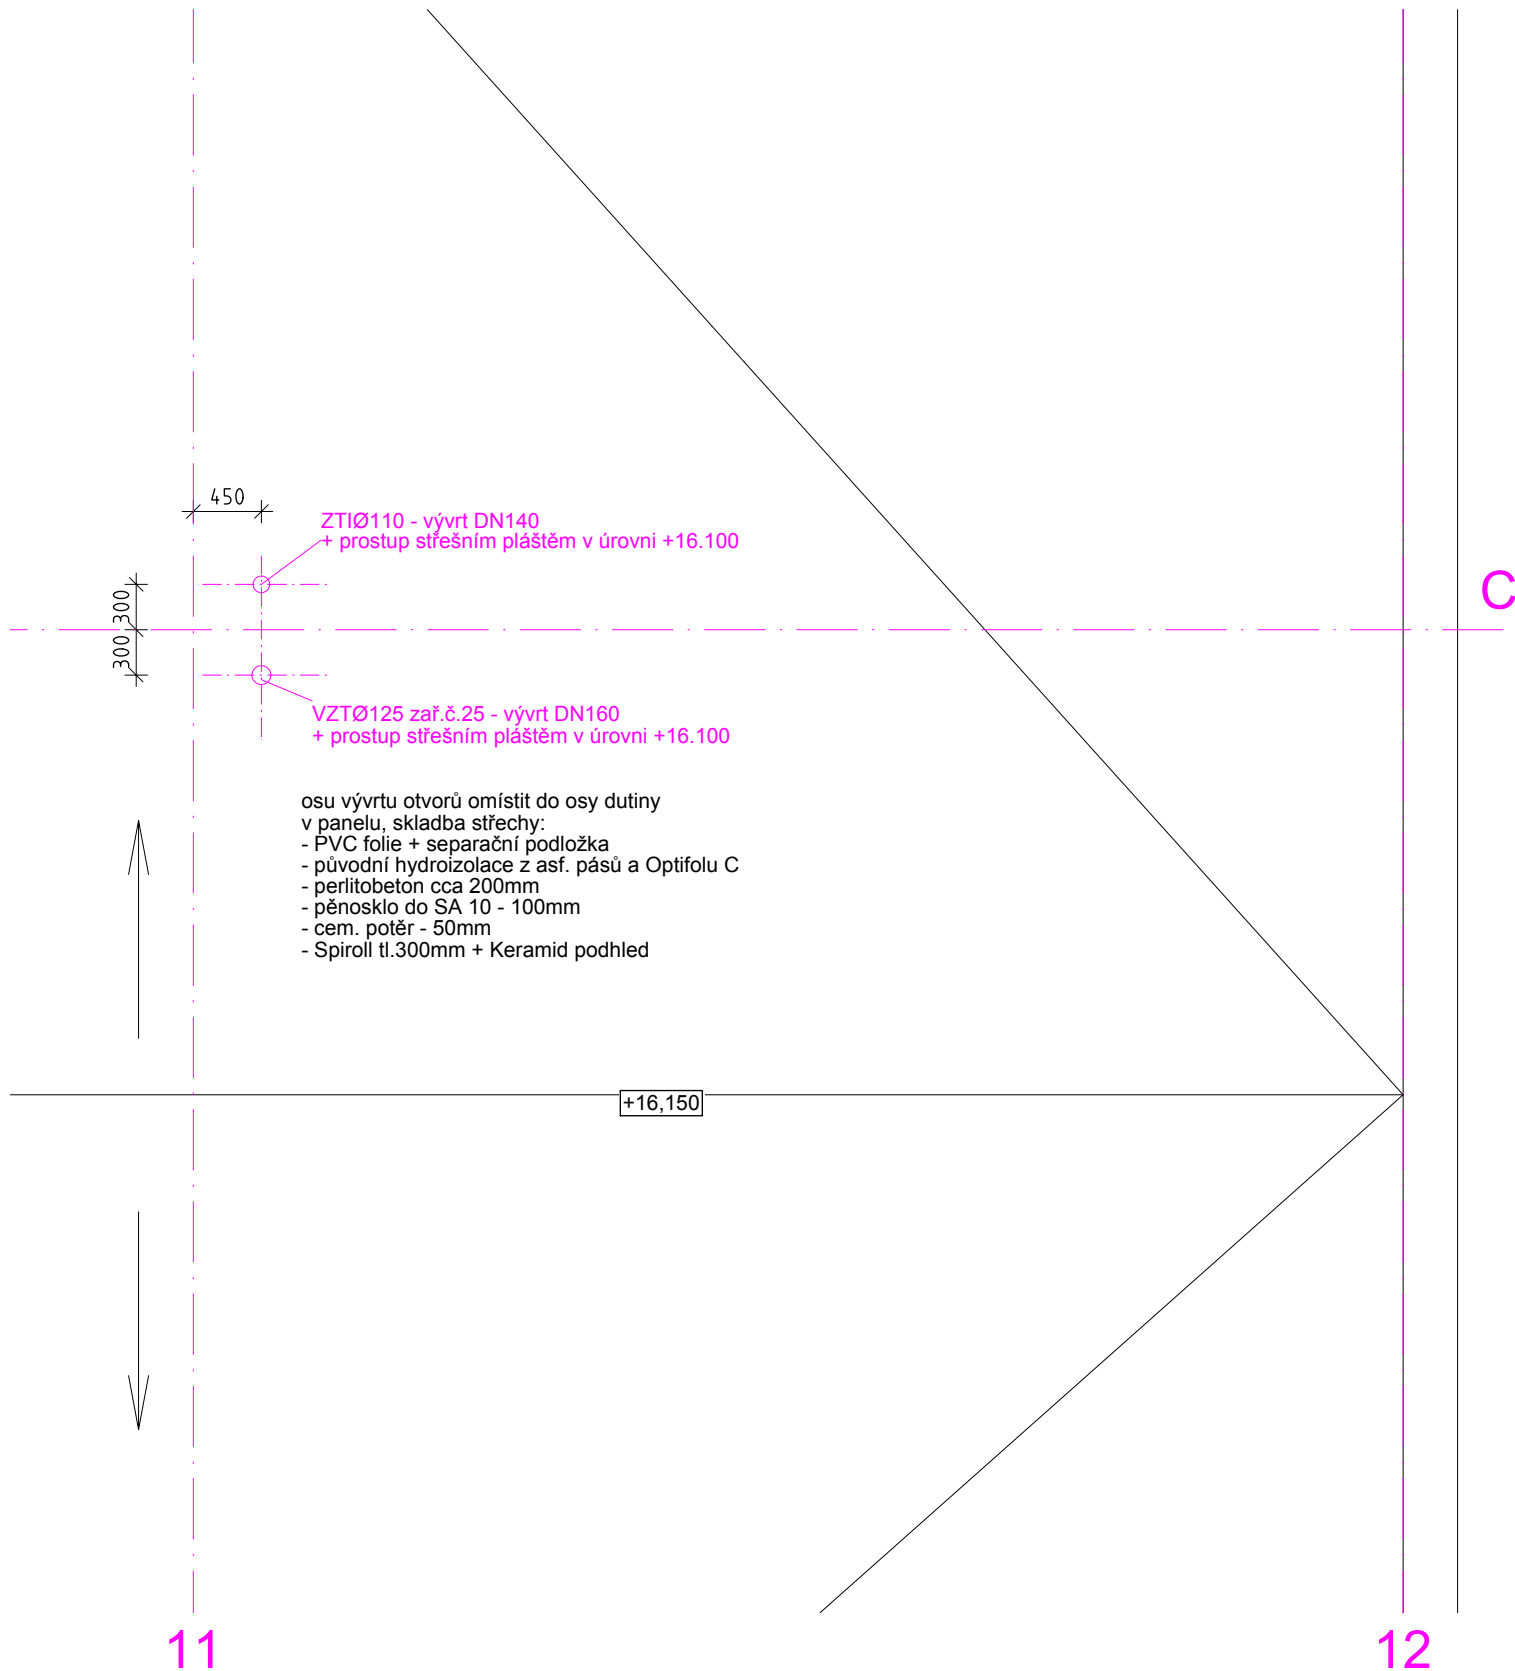 450
ZTIØ110 - vývrt DN140
+ prostup střešním pláštěm v úrovni +16.100
C
300
300
VZTØ125 zař.č.25 - vývrt DN160
+ prostup střešním pláštěm v úrovni +16.100
osu vývrtu otvorů omístit do osy dutiny
v panelu, skladba střechy:
- PVC folie + separační podložka
- původní hydroizolace z asf. pásů a Optifolu C
- perlitobeton cca 200mm
- pěnosklo do SA 10 - 100mm
- cem. potěr - 50mm
- Spiroll tl.300mm + Keramid podhled
+16,150
11
12